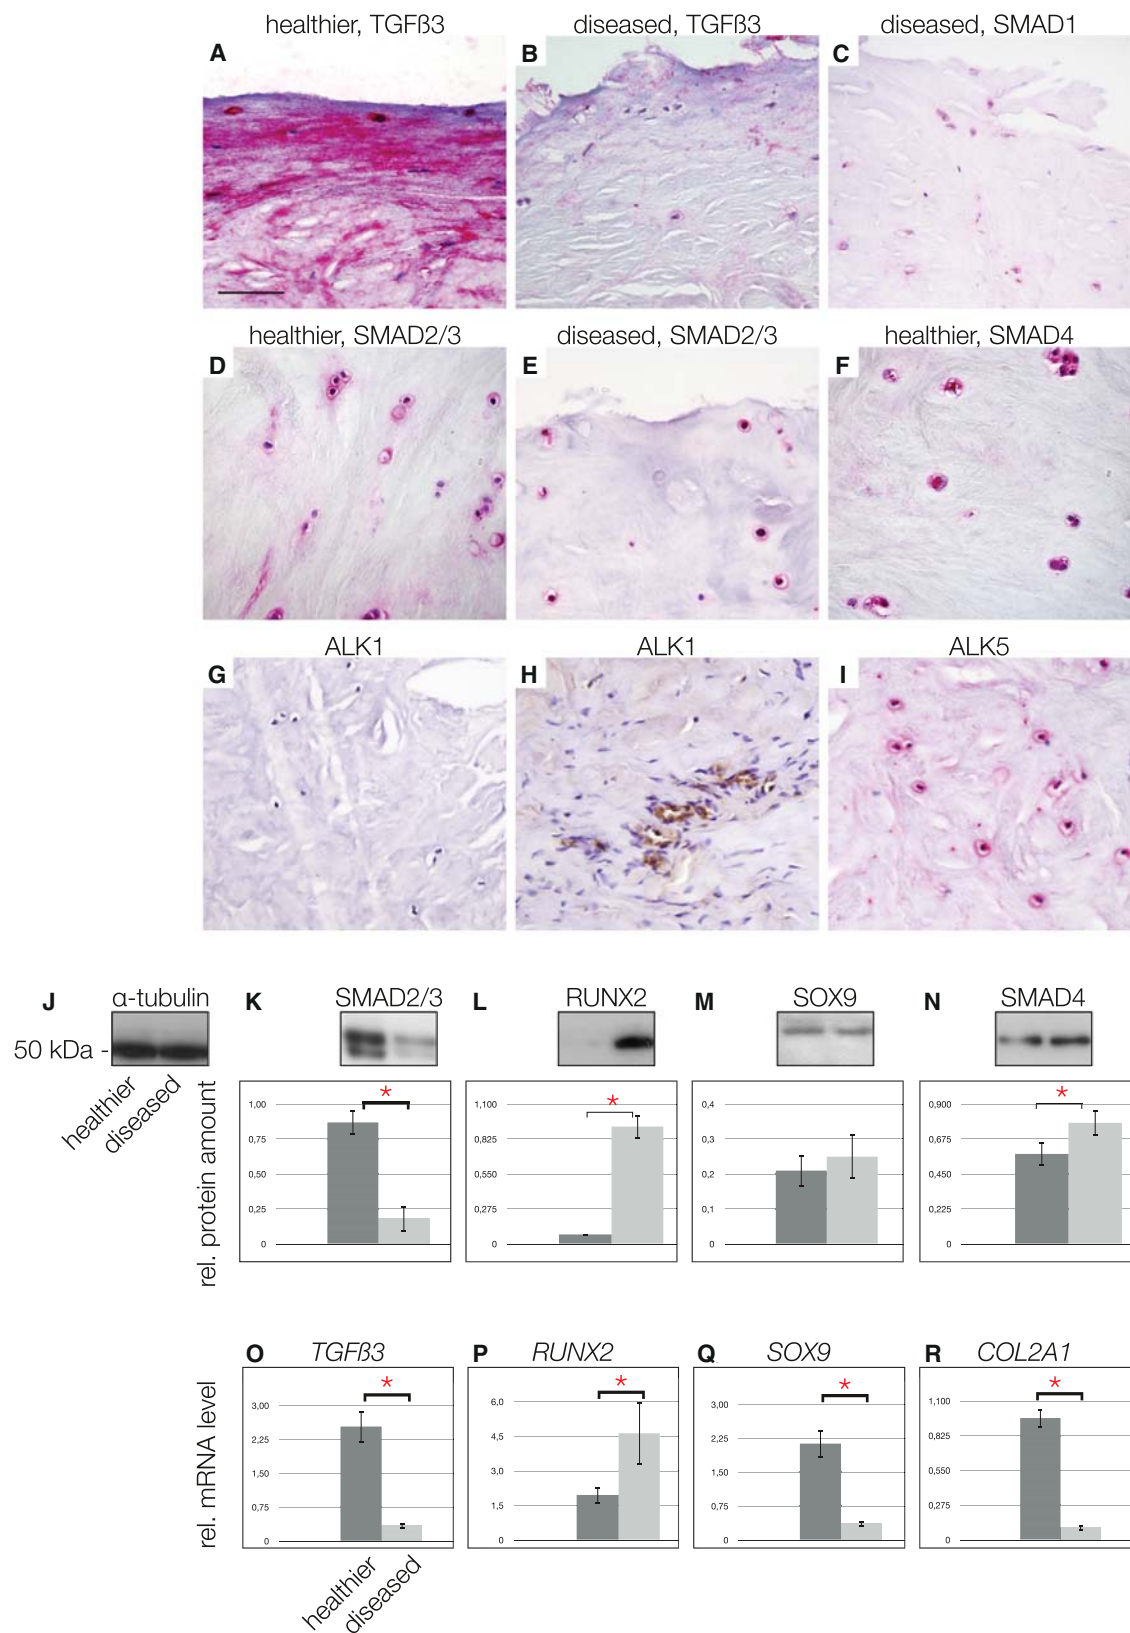 healthier, TGFß3 diseased, TGFß3 diseased, SMAD1
A B C
healthier, SMAD2/3 diseased, SMAD2/3 healthier, SMAD4
D E F
ALK1 ALK1 ALK5
G H I
J α-tubulin K SMAD2/3 L RUNX2 M SOX9 N SMAD4
50 kDa -
healthier
diseased
rel. protein amount
* * *
1,00 1,100 0,4 0,900
0,75 0,825 0,3 0,675
0,50 0,550 0,2 0,450
0,25 0,275 0,1 0,225
0 0 0 0
O TGFß3 P RUNX2 Q SOX9 R COL2A1
rel. mRNA level
* * * *
3,00 6,0 3,00 1,100
2,25 4,5 2,25 0,825
1,50 3,0 1,50 0,550
0,75 1,5 0,75 0,275
0 0 0 0
healthier
diseased